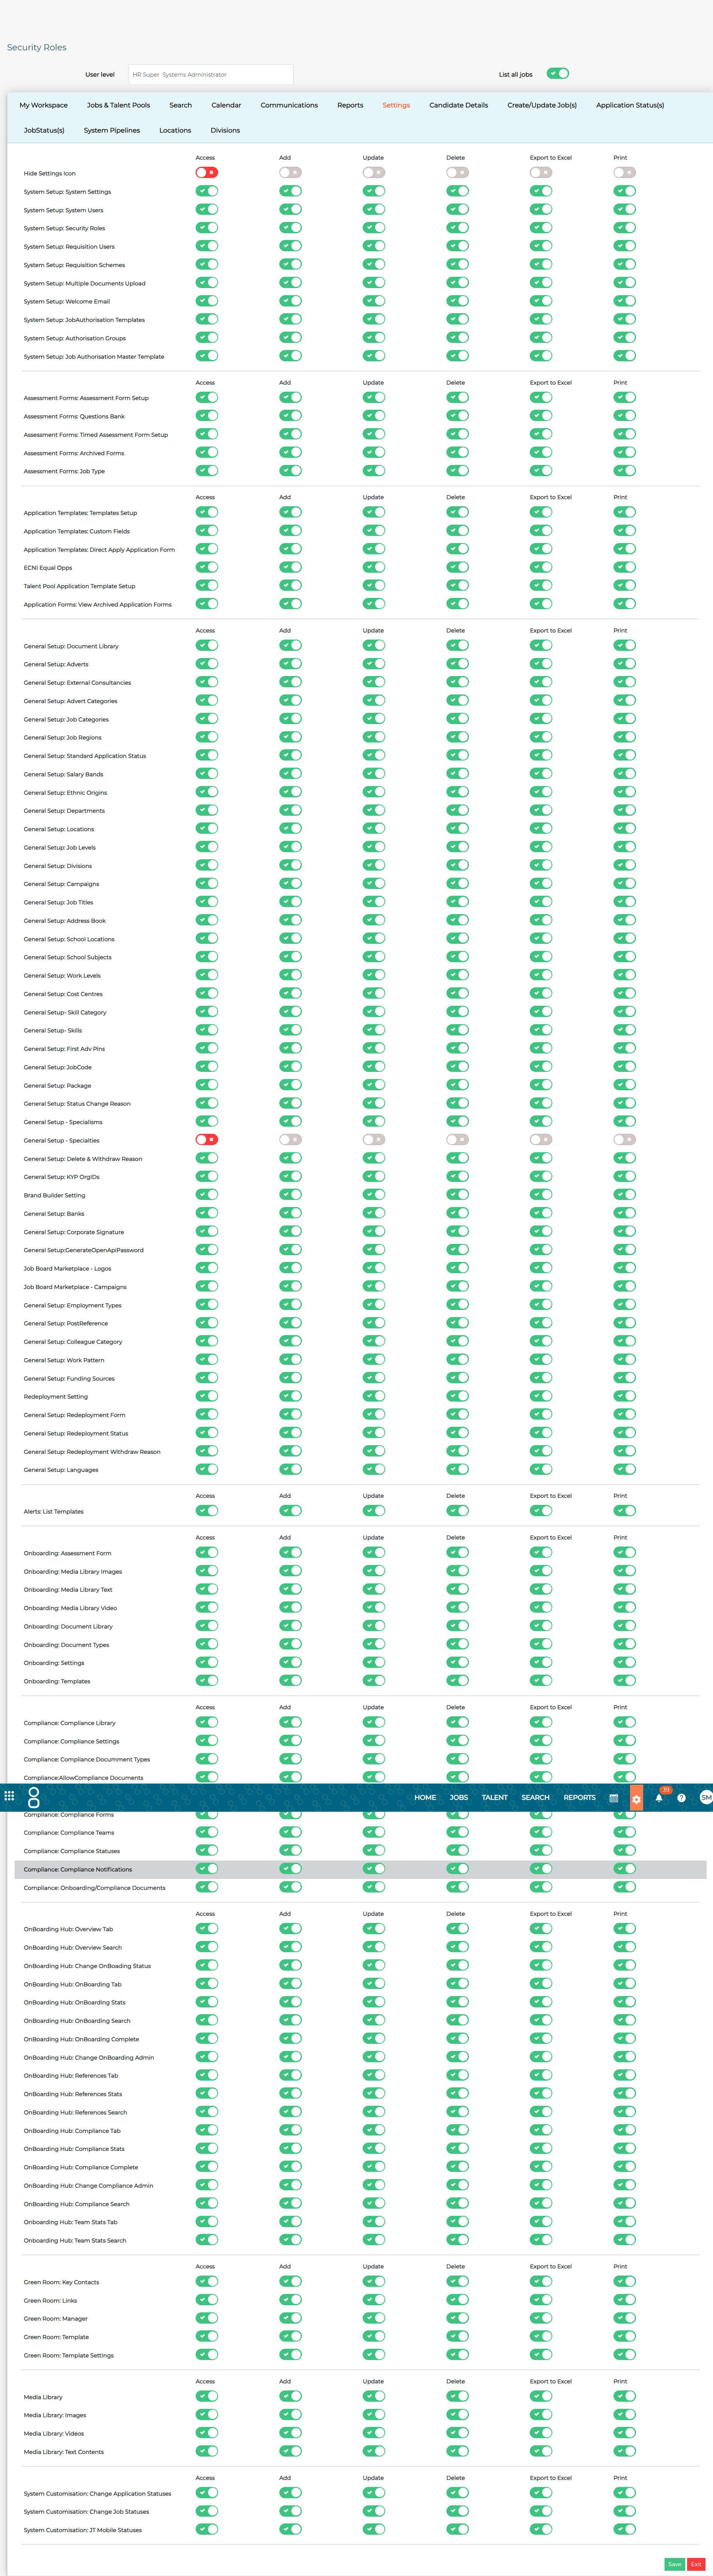 Security Roles
User level HR Super Systems Administrator List all jobs
My Workspace Jobs & Talent Pools Search Calendar Communications Reports Settings Candidate Details Create/Update Job(s) Application Status(s)
JobStatus(s) System Pipelines Locations Divisions
Access Add Update Delete Export to Excel Print
Hide Settings Icon
System Setup: System Settings
System Setup: System Users
System Setup: Security Roles
System Setup: Requisition Users
System Setup: Requisition Schemes
System Setup: Multiple Documents Upload
System Setup: Welcome Email
System Setup: JobAuthorisation Templates
System Setup: Authorisation Groups
System Setup: Job Authorisation Master Template
Access Add Update Delete Export to Excel Print
Assessment Forms: Assessment Form Setup
Assessment Forms: Questions Bank
Assessment Forms: Timed Assessment Form Setup
Assessment Forms: Archived Forms
Assessment Forms: Job Type
Access Add Update Delete Export to Excel Print
Application Templates: Templates Setup
Application Templates: Custom Fields
Application Templates: Direct Apply Application Form
ECNI Equal Opps
Talent Pool Application Template Setup
Application Forms: View Archived Application Forms
Access Add Update Delete Export to Excel Print
General Setup: Document Library
General Setup: Adverts
General Setup: External Consultancies
General Setup: Advert Categories
General Setup: Job Categories
General Setup: Job Regions
General Setup: Standard Application Status
General Setup: Salary Bands
General Setup: Ethnic Origins
General Setup: Departments
General Setup: Locations
General Setup: Job Levels
General Setup: Divisions
General Setup: Campaigns
General Setup: Job Titles
General Setup: Address Book
General Setup: School Locations
General Setup: School Subjects
General Setup: Work Levels
General Setup: Cost Centres
General Setup- Skill Category
General Setup- Skills
General Setup: First Adv Pins
General Setup: JobCode
General Setup: Package
General Setup: Status Change Reason
General Setup - Specialisms
General Setup - Specialties
General Setup: Delete & Withdraw Reason
General Setup: KYP OrgIDs
Brand Builder Setting
General Setup: Banks
General Setup: Corporate Signature
General Setup:GenerateOpenApiPassword
Job Board Marketplace - Logos
Job Board Marketplace - Campaigns
General Setup: Employment Types
General Setup: PostReference
General Setup: Colleague Category
General Setup: Work Pattern
General Setup: Funding Sources
Redeployment Setting
General Setup: Redeployment Form
General Setup: Redeployment Status
General Setup: Redeployment Withdraw Reason
General Setup: Languages
Access Add Update Delete Export to Excel Print
Alerts: List Templates
Access Add Update Delete Export to Excel Print
Onboarding: Assessment Form
Onboarding: Media Library Images
Onboarding: Media Library Text
Onboarding: Media Library Video
Onboarding: Document Library
Onboarding: Document Types
Onboarding: Settings
Onboarding: Templates
Access Add Update Delete Export to Excel Print
Compliance: Compliance Library
Compliance: Compliance Settings
Compliance: Compliance Documment Types
Compliance:AllowCompliance Documents
HOME JOBS TALENT SEARCH REPORTS 39 SM
Compliance: Compliance Forms
Compliance: Compliance Teams
Compliance: Compliance Statuses
Compliance: Compliance Notifications
Compliance: Onboarding/Compliance Documents
Access Add Update Delete Export to Excel Print
OnBoarding Hub: Overview Tab
OnBoarding Hub: Overview Search
OnBoarding Hub: Change OnBoading Status
OnBoarding Hub: OnBoarding Tab
OnBoarding Hub: OnBoarding Stats
OnBoarding Hub: OnBoarding Search
OnBoarding Hub: OnBoarding Complete
OnBoarding Hub: Change OnBoarding Admin
OnBoarding Hub: References Tab
OnBoarding Hub: References Stats
OnBoarding Hub: References Search
OnBoarding Hub: Compliance Tab
OnBoarding Hub: Compliance Stats
OnBoarding Hub: Compliance Complete
OnBoarding Hub: Change Compliance Admin
OnBoarding Hub: Compliance Search
Onboarding Hub: Team Stats Tab
Onboarding Hub: Team Stats Search
Access Add Update Delete Export to Excel Print
Green Room: Key Contacts
Green Room: Links
Green Room: Manager
Green Room: Template
Green Room: Template Settings
Access Add Update Delete Export to Excel Print
Media Library
Media Library: Images
Media Library: Videos
Media Library: Text Contents
Access Add Update Delete Export to Excel Print
System Customisation: Change Application Statuses
System Customisation: Change Job Statuses
System Customisation: JT Mobile Statuses
Save Exit